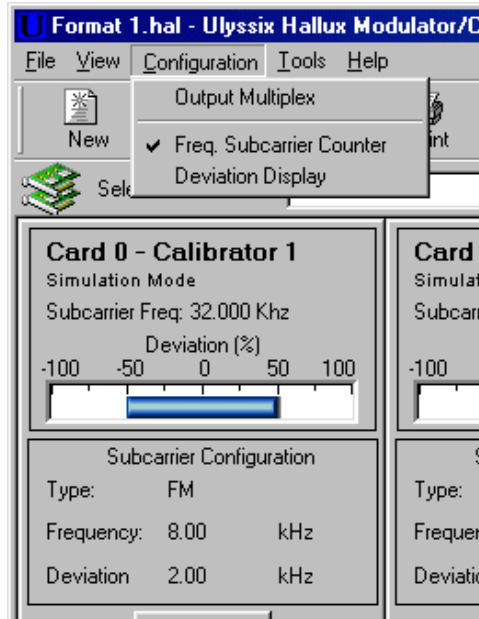 Format 1.hal - Ulyssix Hallux Modulator/
File View Configuration Tools Help
Output Multiplex
New
Freq. Subcarrier Counter
Deviation Display
Card 0 - Calibrator 1
Simulation Mode
Subcarrier Freq: 32.000 Khz
Deviation (%)
-100 -50 0 50 100
Subcarrier Configuration
Type: FM
Frequency: 8.00 kHz
Deviation 2.00 kHz
Card
-100
Type: